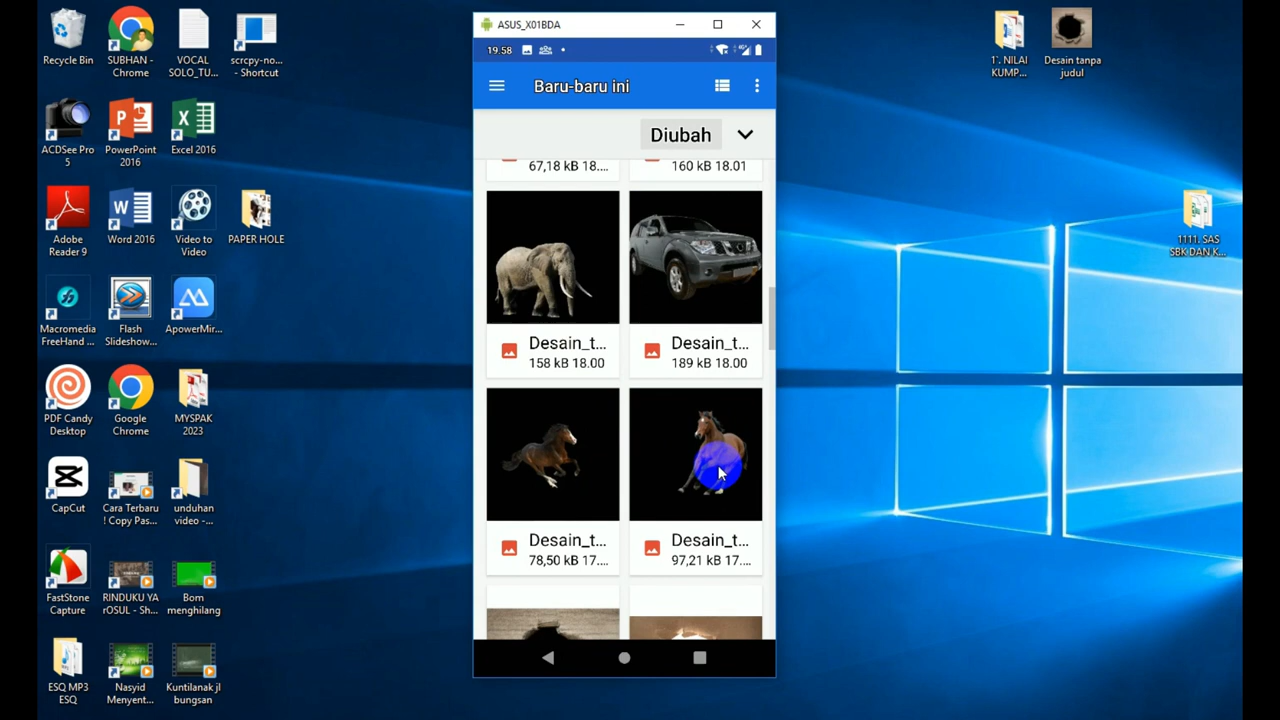 Recycle Bin
SUBHAN -
Chrome
VOCAL
SOLO_TU...
scrcpy-no...
- Shortcut
ACDSee Pro
5
PowerPoint
2016
Excel 2016
Adobe
Reader 9
Word 2016
Video to
Video
PAPER HOLE
Macromedia
FreeHand ...
Flash
Slideshow...
ApowerMir...
PDF Candy
Desktop
Google
Chrome
MYSPAK
2023
CapCut
Cara Terbaru
! Copy Pas...
unduhan
video -...
FastStone
Capture
RINDUKU YA
rOSUL - Sh...
Bom
menghilang
ESQ MP3
ESQ
Nasyid
Menyent...
Kuntilanak jl
bungsan
ASUS_X01BDA
19.58
Baru-baru ini
Diubah
67,18 kB 18....
160 kB 18.01
Desain_t...
158 kB 18.00
Desain_t...
189 kB 18.00
Desain_t...
78,50 kB 17....
Desain_t...
97,21 kB 17....
1`. NILAI
KUMP...
Desain tanpa
judul
1111. SAS
SBK DAN K...